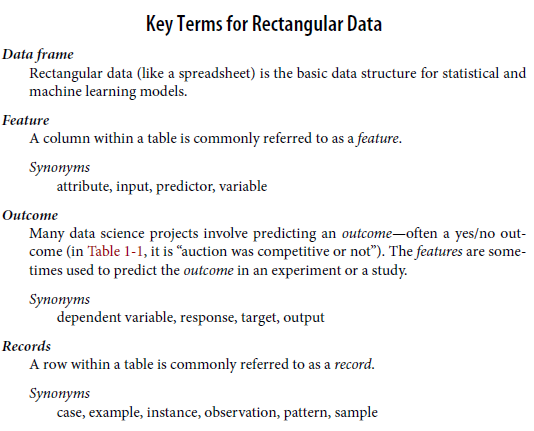 Key Terms for Rectangular Data
Data frame
Rectangular data (like a spreadsheet) is the basic data structure for statistical and
machine learning models.
Feature
A column within a table is commonly referred to as a feature.
Synonyms
attribute, input, predictor, variable
Outcome
Many data science projects involve predicting an outcome—often a yes/no out-
come (in Table 1-1, it is “auction was competitive or not”). The features are some-
times used to predict the outcome in an experiment or a study.
Synonyms
dependent variable, response, target, output
Records
A row within a table is commonly referred to as a record.
Synonyms
case, example, instance, observation, pattern, sample